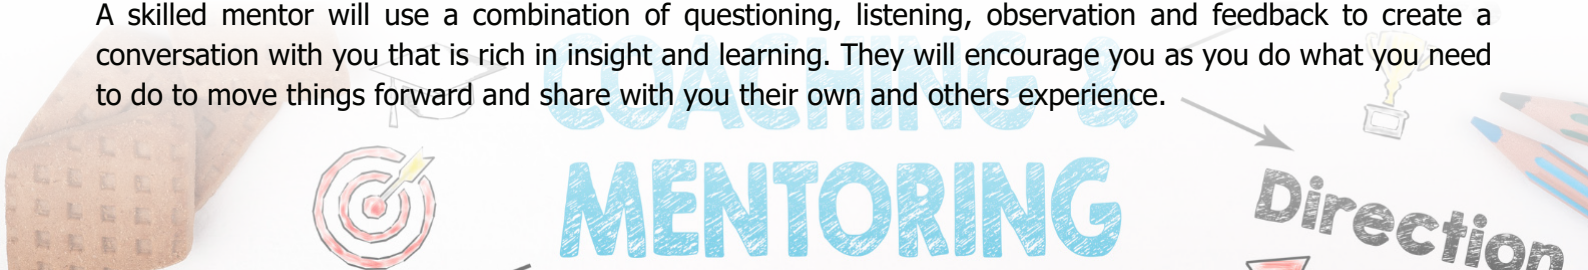 A skilled mentor will use a combination of questioning, listening, observation and feedback to create a
conversation with you that is rich in insight and learning. They will encourage you as you do what you need
to do to move things forward and share with you their own and others experience.
COACHING &
MENTORING
Direction